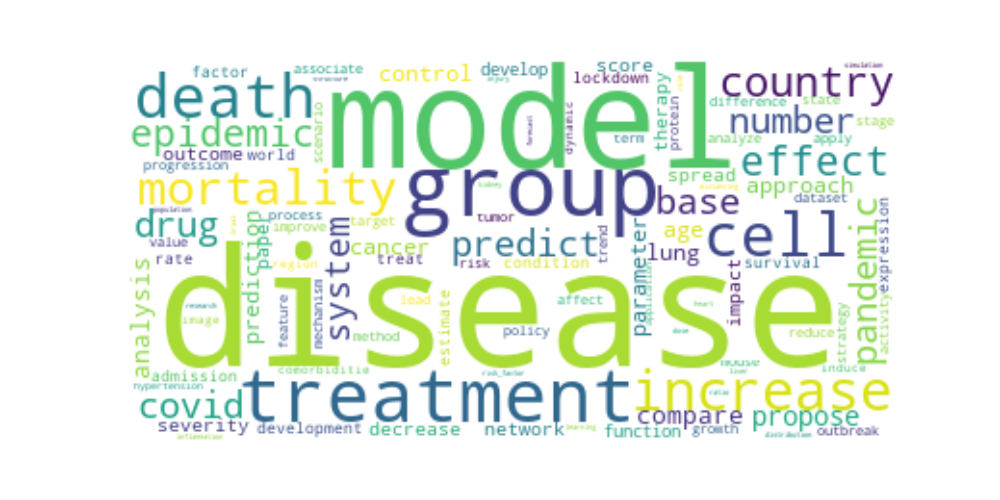 factor
associate
control
develop
score
lockdown
death
model
country
epidemic
scenario
dynamic
therapy
protein
difference
state
number
stage
term
analyze
apply
outcome
world
progression
mortality
group
effect
spread
approach
base
dataset
drug
process
improve
target
tumor
age
cell
value
rate
prediction
paper
system
cancer
predict
trend
parameter
lung
pandemic
expression
region
treat
risk
condition
impact
survival
analysis
disease
feature
mechanism
lead
affect
estimate
method
policy
image
strategy
activity
reduce
induce
admission
comorbiditie
risk_factor
hypertension
covid
treatment
increase
compare
propose
severity
development
decrease
network
function
growth
distribution
outbreak
inflammation
learning
population
simulation
research
kidney
heart